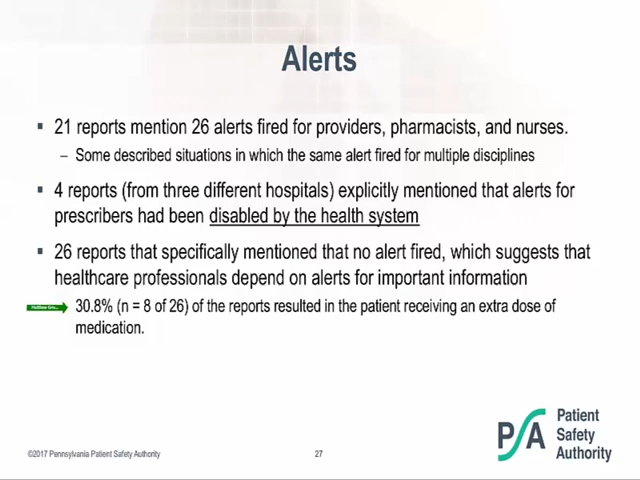 Alerts
▪ 21 reports mention 26 alerts fired for providers, pharmacists, and nurses.
– Some described situations in which the same alert fired for multiple disciplines
▪ 4 reports (from three different hospitals) explicitly mentioned that alerts for
prescribers had been disabled by the health system
▪ 26 reports that specifically mentioned that no alert fired, which suggests that
healthcare professionals depend on alerts for important information
30.8% (n = 8 of 26) of the reports resulted in the patient receiving an extra dose of
medication.
PSA
Patient
Safety
Authority
©2017 Pennsylvania Patient Safety Authority
27